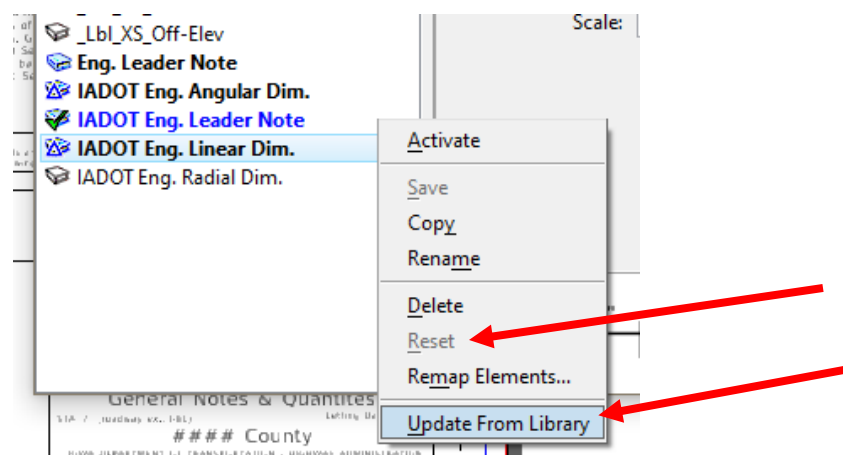 _Lbl_XS_Off-Elev
Scale:
Eng. Leader Note
IADOT Eng. Angular Dim.
IADOT Eng. Leader Note
IADOT Eng. Linear Dim.
IADOT Eng. Radial Dim.
Activate
Save
Copy
Rename
Delete
Reset
Remap Elements...
Update From Library
General Notes & Quantites
#### County